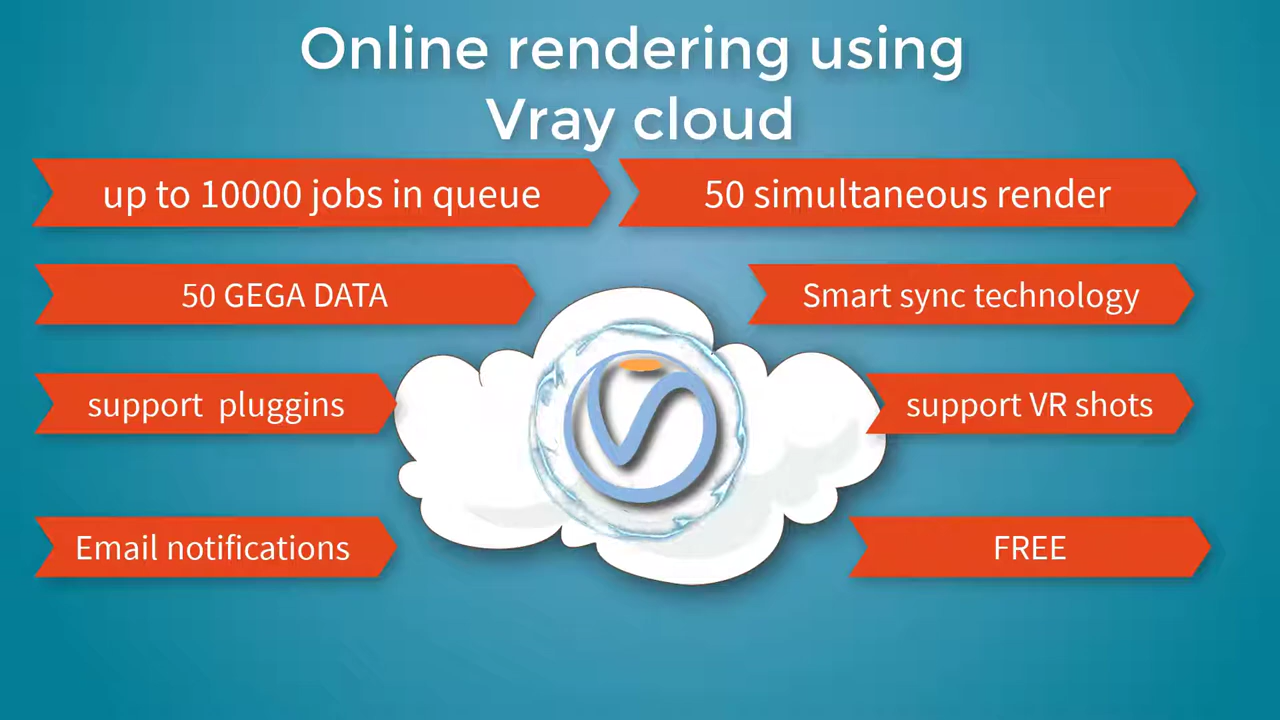 Online rendering using
Vray cloud
up to 10000 jobs in queue
50 simultaneous render
50 GEGA DATA
Smart sync technology
support pluggins
support VR shots
Email notifications
FREE